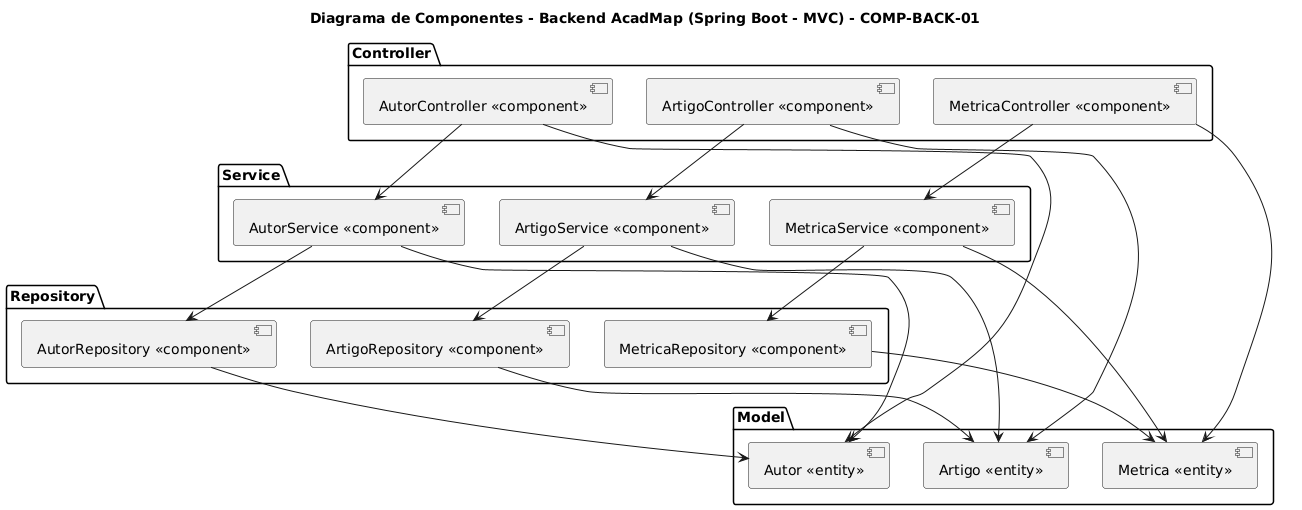 Diagrama de Componentes - Backend AcadMap (Spring Boot - MVC) - COMP-BACK-01
Controller
AutorController «component»
ArtigoController «component»
MetricaController «component»
Service
AutorService «component»
ArtigoService «component»
MetricaService «component»
Repository
AutorRepository «component»
ArtigoRepository «component»
MetricaRepository «component»
Model
Autor «entity»
Artigo «entity»
Metrica «entity»